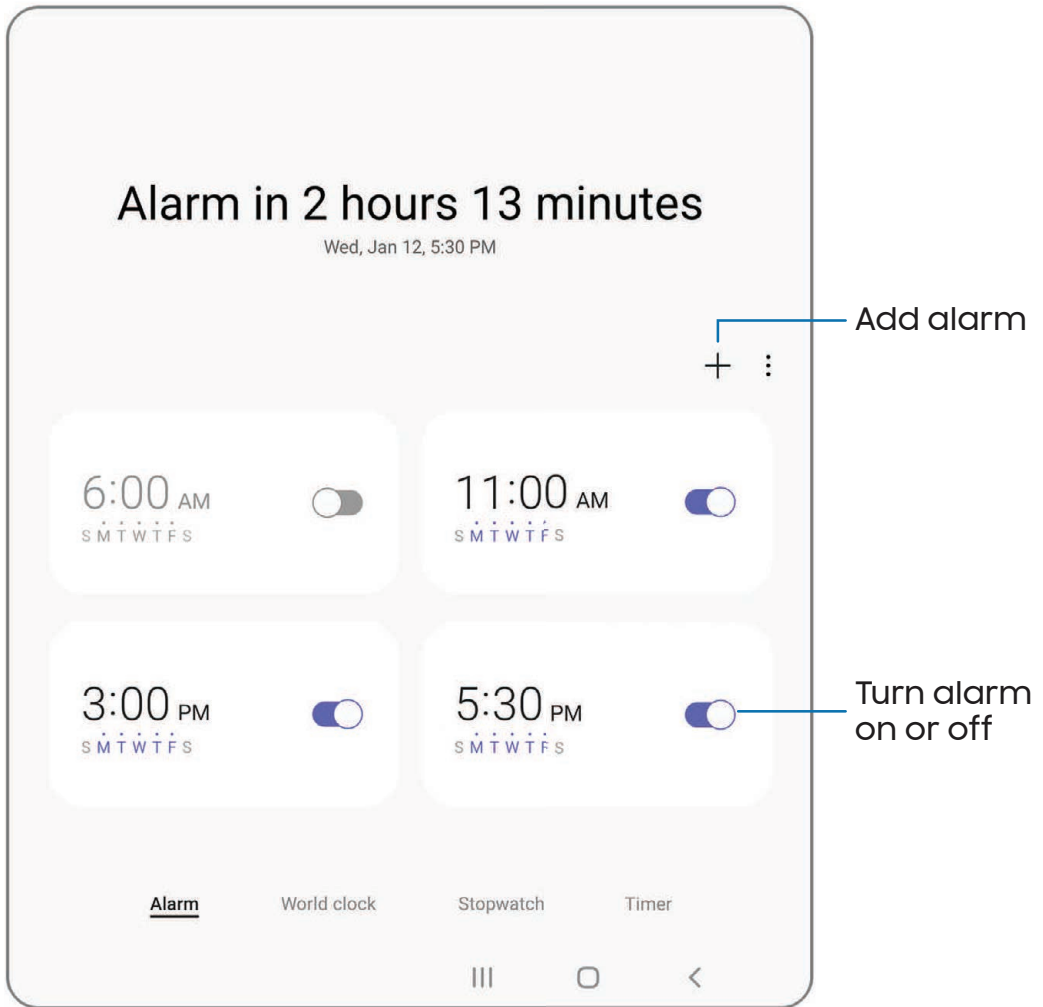 Alarm in 2 hours 13 minutes
Wed, Jan 12, 5:30 PM
Add alarm
6:00 AM
S M T W T F S
11:00 AM
S M T W T F S
3:00 PM
S M T W T F S
5:30 PM
S M T W T F S
Turn alarm
on or off
Alarm World clock Stopwatch Timer